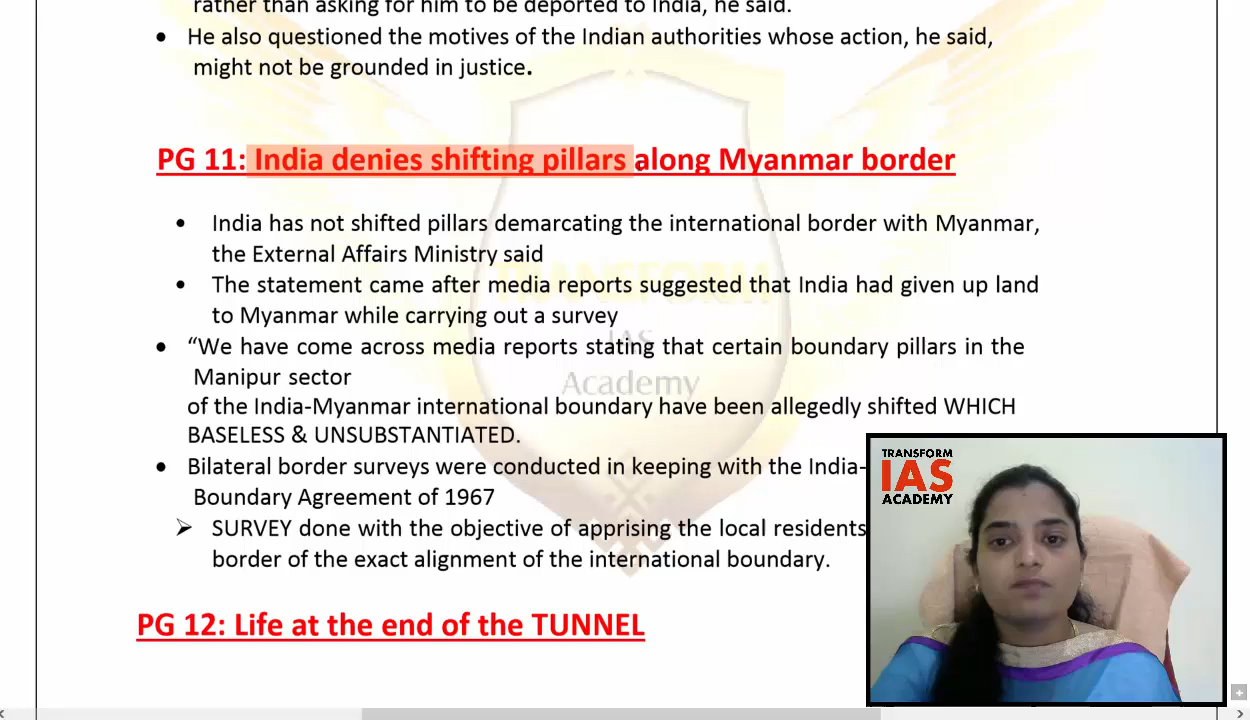 rather than asking for him to be deported to India, he said.
• He also questioned the motives of the Indian authorities whose action, he said,
might not be grounded in justice.
PG 11: India denies shifting pillars along Myanmar border
• India has not shifted pillars demarcating the international border with Myanmar,
the External Affairs Ministry said
• The statement came after media reports suggested that India had given up land
to Myanmar while carrying out a survey
• “We have come across media reports stating that certain boundary pillars in the
Manipur sector
of the India-Myanmar international boundary have been allegedly shifted WHICH
BASELESS & UNSUBSTANTIATED.
• Bilateral border surveys were conducted in keeping with the India-
Boundary Agreement of 1967
➢ SURVEY done with the objective of apprising the local residents
border of the exact alignment of the international boundary.
PG 12: Life at the end of the TUNNEL
TRANSFORM
IAS
Academy
TRANSFORM
IAS
ACADEMY